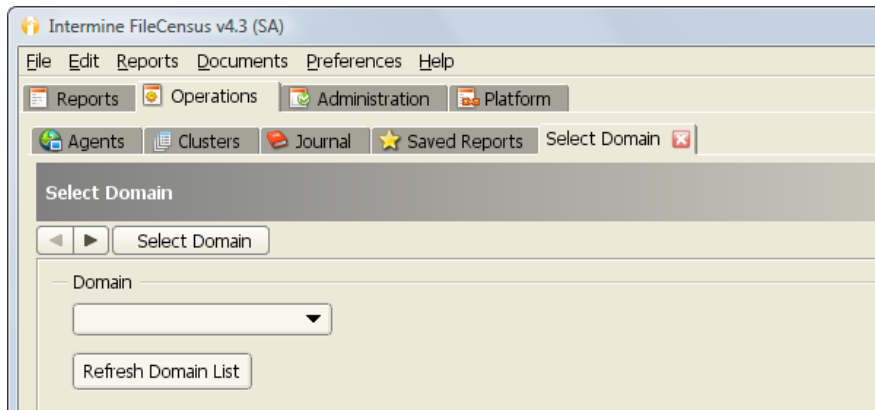 Intermine FileCensus v4.3 (SA)
File Edit Reports Documents Preferences Help
Reports Operations Administration Platform
Agents Clusters Journal Saved Reports Select Domain
Select Domain
Select Domain
Domain
Refresh Domain List